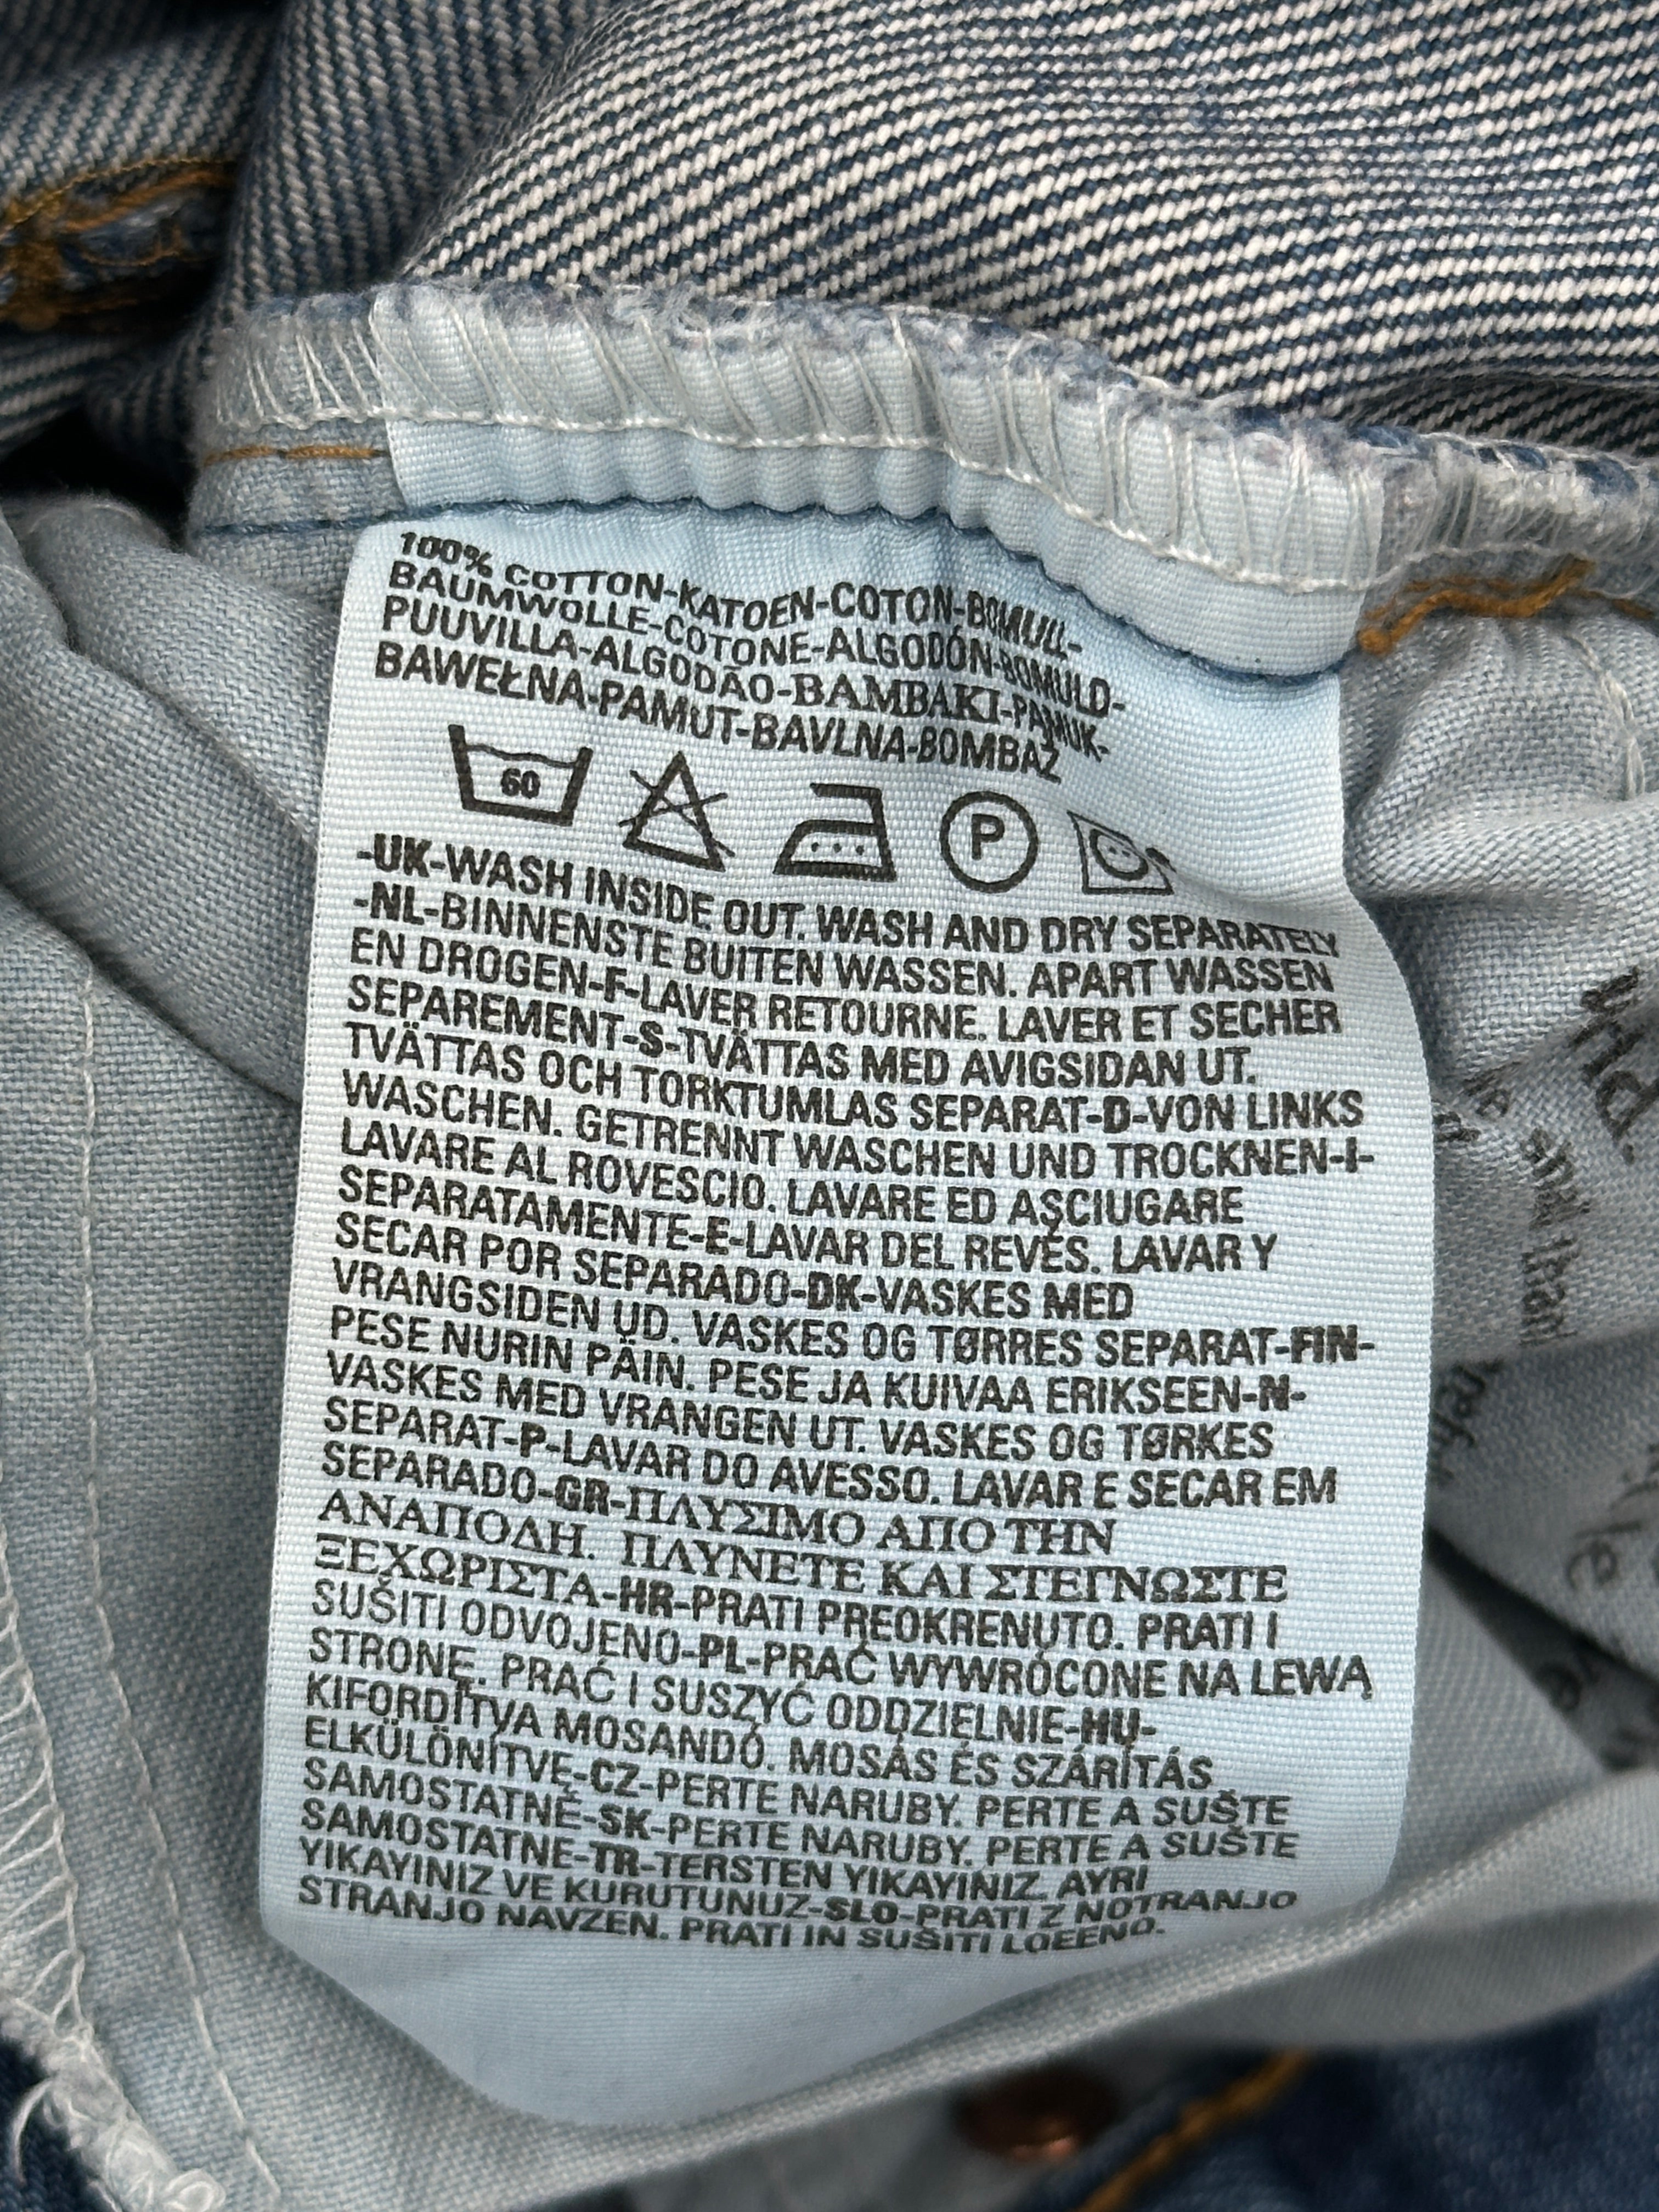 100% COTTON-KATOEN-COTON-BOMULL-
BAUMWOLLE-COTONE-ALGODÓN-BOMULD-
PUUVILLA-ALGODÃO-BAMBAKI-PAMUK-
BAWEŁNA-PAMUT-BAVLNA-BOMBAŽ
60 P
-UK-WASH INSIDE OUT. WASH AND DRY SEPARATELY
-NL-BINNENSTE BUITEN WASSEN. APART WASSEN
EN DROGEN-F-LAVER RETOURNE. LAVER ET SECHER
SEPAREMENT-S-TVÄTTAS MED AVIGSIDAN UT.
TVÄTTAS OCH TORKTUMLAS SEPARAT-D-VON LINKS
WASCHEN. GETRENNT WASCHEN UND TROCKNEN-I-
LAVARE AL ROVESCIO. LAVARE ED ASCIUGARE
SEPARATAMENTE-E-LAVAR DEL REVÉS. LAVAR Y
SECAR POR SEPARADO-DK-VASKES MED
VRANGSIDEN UD. VASKES OG TØRRES SEPARAT-FIN-
PESE NURIN PÄIN. PESE JA KUIVAA ERIKSEEN-N-
VASKES MED VRANGEN UT. VASKES OG TØRKES
SEPARAT-P-LAVAR DO AVESSO. LAVAR E SECAR EM
SEPARADO-GR-ΠΛΥΣΙΜΟ ΑΠΟ ΤΗΝ
ΑΝΑΠΟΔΗ. ΠΛΥΝΕΤΕ ΚΑΙ ΣΤΕΓΝΩΣΤΕ
ΞΕΧΩΡΙΣΤΑ-HR-PRATI PREOKRENUTO. PRATI I
SUŠITI ODVOJENO-PL-PRAĆ WYWRÓCONE NA LEWĄ
STRONĘ. PRAĆ I SUSZYĆ ODDZIELNIE-HU-
KIFORDÍTVA MOSANDÓ. MOSÁS ÉS SZÁRÍTÁS
ELKÜLÖNÍTVE-CZ-PERTE NARUBY. PERTE A SUŠTE
SAMOSTATNĚ-SK-PERTE NARUBY. PERTE A SUŠTE
SAMOSTATNE-TR-TERSTEN YIKAYINIZ. AYRI
YIKAYINIZ VE KURUTUNUZ-SLO-PRATI Z NOTRANJO
STRANJO NAVZEN. PRATI IN SUŠITI LOEENO.